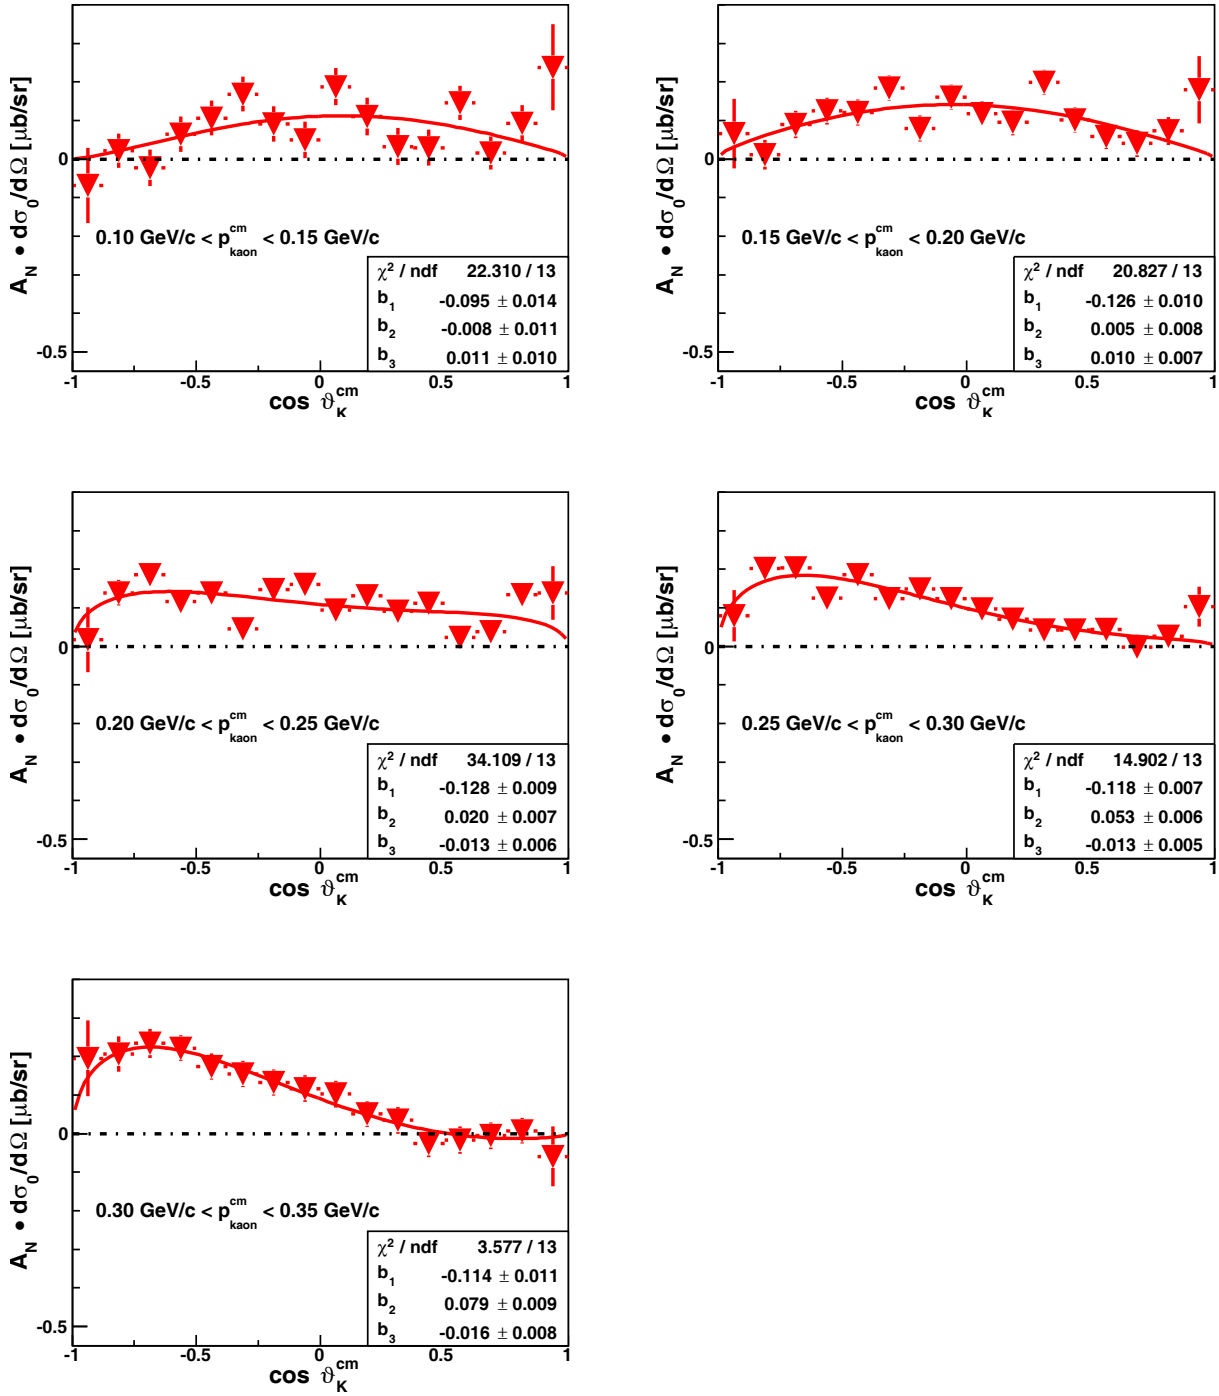 A_N • dσ_0/dΩ [μb/sr]
0
0.10 GeV/c < p_kaon^cm < 0.15 GeV/c
χ² / ndf 22.310 / 13
b_1 -0.095 ± 0.014
b_2 -0.008 ± 0.011
b_3 0.011 ± 0.010
-0.5
-1 -0.5 0 0.5 1
cos ϑ_K^cm
A_N • dσ_0/dΩ [μb/sr]
0
0.15 GeV/c < p_kaon^cm < 0.20 GeV/c
χ² / ndf 20.827 / 13
b_1 -0.126 ± 0.010
b_2 0.005 ± 0.008
b_3 0.010 ± 0.007
-0.5
-1 -0.5 0 0.5 1
cos ϑ_K^cm
A_N • dσ_0/dΩ [μb/sr]
0
0.20 GeV/c < p_kaon^cm < 0.25 GeV/c
χ² / ndf 34.109 / 13
b_1 -0.128 ± 0.009
b_2 0.020 ± 0.007
b_3 -0.013 ± 0.006
-0.5
-1 -0.5 0 0.5 1
cos ϑ_K^cm
A_N • dσ_0/dΩ [μb/sr]
0
0.25 GeV/c < p_kaon^cm < 0.30 GeV/c
χ² / ndf 14.902 / 13
b_1 -0.118 ± 0.007
b_2 0.053 ± 0.006
b_3 -0.013 ± 0.005
-0.5
-1 -0.5 0 0.5 1
cos ϑ_K^cm
A_N • dσ_0/dΩ [μb/sr]
0
0.30 GeV/c < p_kaon^cm < 0.35 GeV/c
χ² / ndf 3.577 / 13
b_1 -0.114 ± 0.011
b_2 0.079 ± 0.009
b_3 -0.016 ± 0.008
-0.5
-1 -0.5 0 0.5 1
cos ϑ_K^cm